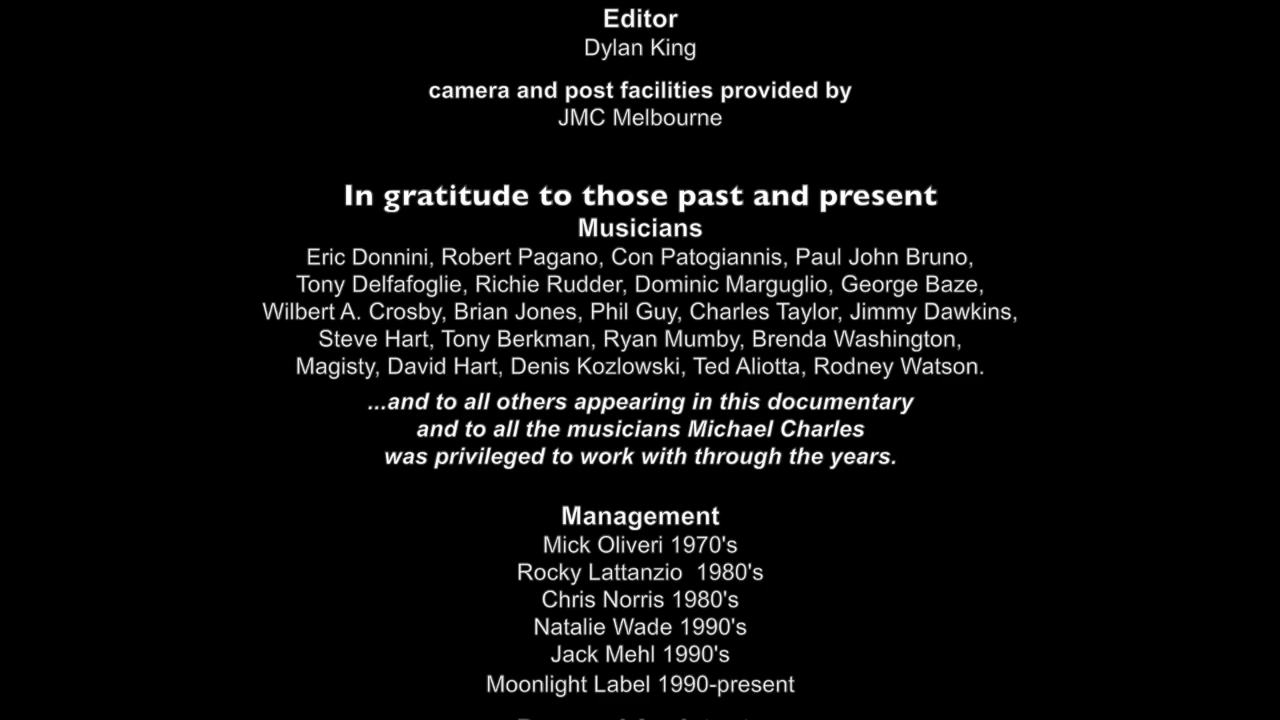 Editor
Dylan King
camera and post facilities provided by
JMC Melbourne
In gratitude to those past and present
Musicians
Eric Donnini, Robert Pagano, Con Patogiannis, Paul John Bruno,
Tony Delfafoglie, Richie Rudder, Dominic Marguglio, George Baze,
Wilbert A. Crosby, Brian Jones, Phil Guy, Charles Taylor, Jimmy Dawkins,
Steve Hart, Tony Berkman, Ryan Mumby, Brenda Washington,
Magisty, David Hart, Denis Kozlowski, Ted Aliotta, Rodney Watson.
...and to all others appearing in this documentary
and to all the musicians Michael Charles
was privileged to work with through the years.
Management
Mick Oliveri 1970's
Rocky Lattanzio  1980's
Chris Norris 1980's
Natalie Wade 1990's
Jack Mehl 1990's
Moonlight Label 1990-present